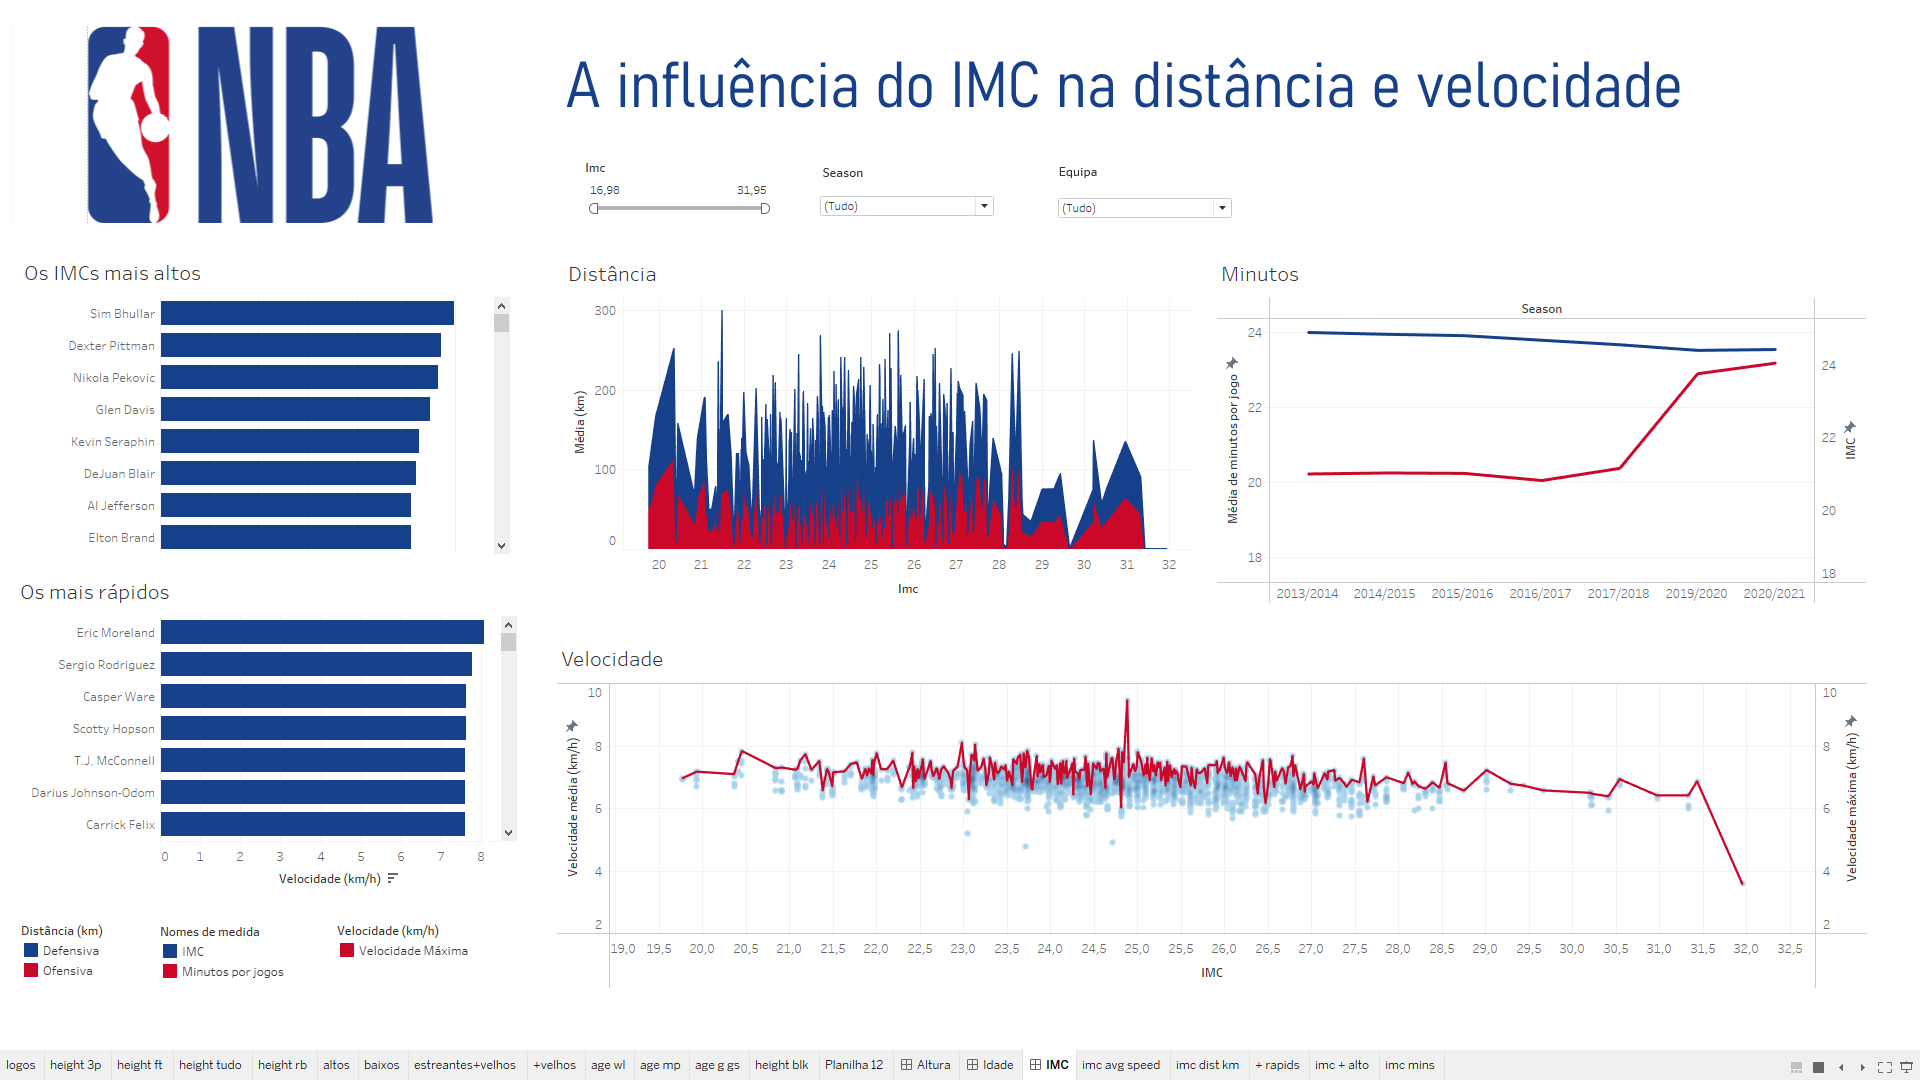 NBA
A influência do IMC na distância e velocidade
Imc
16,98 31,95
Season
(Tudo)
Equipa
(Tudo)
Os IMCs mais altos
Sim Bhullar
Dexter Pittman
Nikola Pekovic
Glen Davis
Kevin Seraphin
DeJuan Blair
Al Jefferson
Elton Brand
Os mais rápidos
Eric Moreland
Sergio Rodriguez
Casper Ware
Scotty Hopson
T.J. McConnell
Darius Johnson-Odom
Carrick Felix
0 1 2 3 4 5 6 7 8
Velocidade (km/h)
Distância (km)
Defensiva
Ofensiva
Nomes de medida
IMC
Minutos por jogos
Velocidade (km/h)
Velocidade Máxima
Distância
Média (km)
300
200
100
0
20 21 22 23 24 25 26 27 28 29 30 31 32
Imc
Minutos
Season
Média de minutos por jogo
24
22
20
18
24
22
20
18
IMC
2013/2014 2014/2015 2015/2016 2016/2017 2017/2018 2019/2020 2020/2021
Velocidade
Velocidade média (km/h)
10
8
6
4
2
10
8
6
4
2
Velocidade máxima (km/h)
19,0 19,5 20,0 20,5 21,0 21,5 22,0 22,5 23,0 23,5 24,0 24,5 25,0 25,5 26,0 26,5 27,0 27,5 28,0 28,5 29,0 29,5 30,0 30,5 31,0 31,5 32,0 32,5
IMC
logos height 3p height ft height tudo height rb altos baixos estreantes+velhos +velhos age wl age mp age g gs height blk Planilha 12 Altura Idade IMC imc avg speed imc dist km + rapids imc + alto imc mins